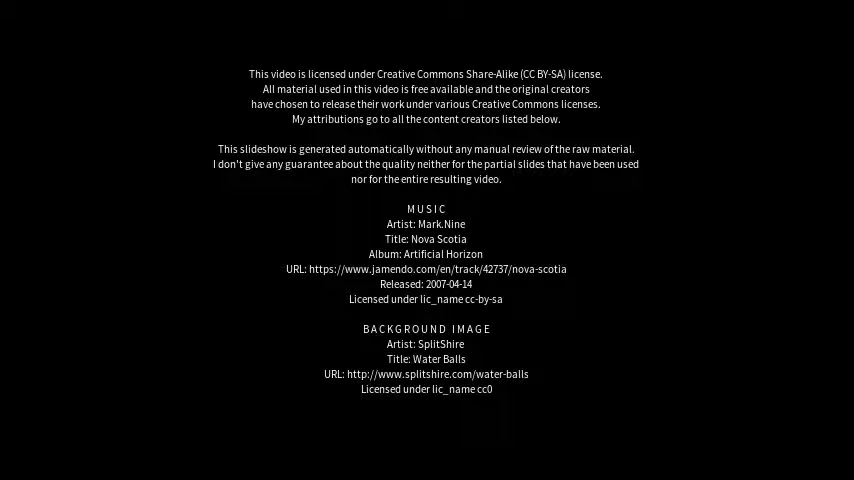 This video is licensed under Creative Commons Share-Alike (CC BY-SA) license.
All material used in this video is free available and the original creators
have chosen to release their work under various Creative Commons licenses.
My attributions go to all the content creators listed below.
This slideshow is generated automatically without any manual review of the raw material.
I don't give any guarantee about the quality neither for the partial slides that have been used
nor for the entire resulting video.
MUSIC
Artist: Mark.Nine
Title: Nova Scotia
Album: Artificial Horizon
URL: https://www.jamendo.com/en/track/42737/nova-scotia
Released: 2007-04-14
Licensed under lic_name cc-by-sa
BACKGROUND IMAGE
Artist: SplitShire
Title: Water Balls
URL: http://www.splitshire.com/water-balls
Licensed under lic_name cc0